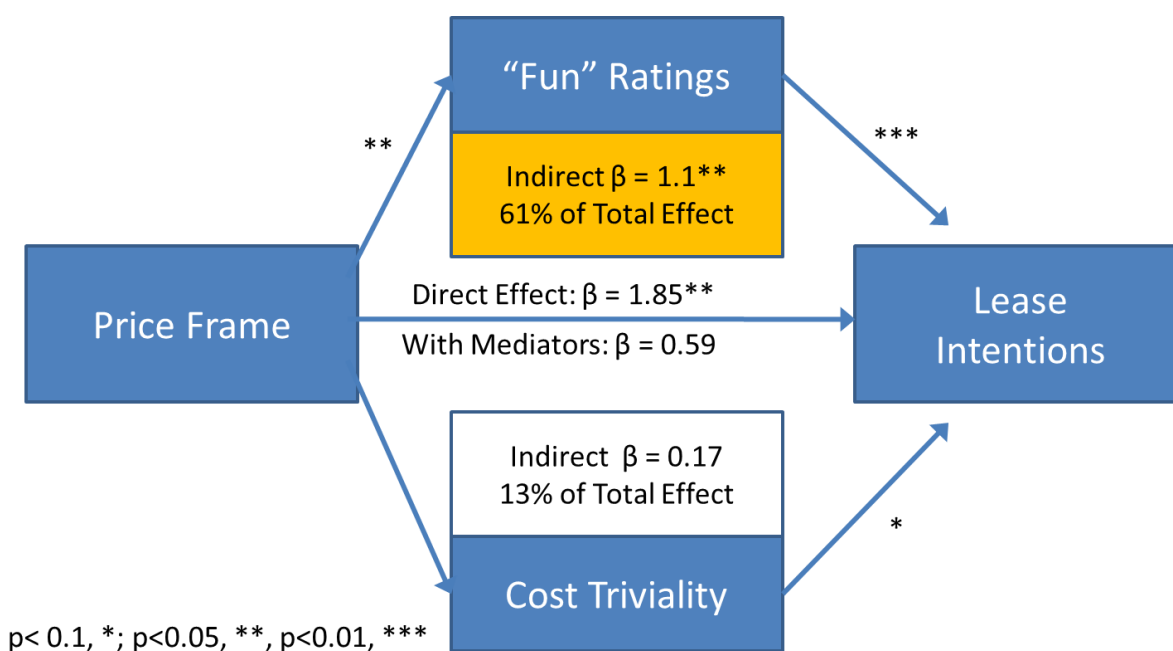 “Fun” Ratings
**
***
Indirect β = 1.1**
61% of Total Effect
Price Frame
Direct Effect: β = 1.85**
With Mediators: β = 0.59
Lease
Intentions
Indirect  β = 0.17
13% of Total Effect
*
Cost Triviality
p< 0.1, *; p<0.05, **, p<0.01, ***